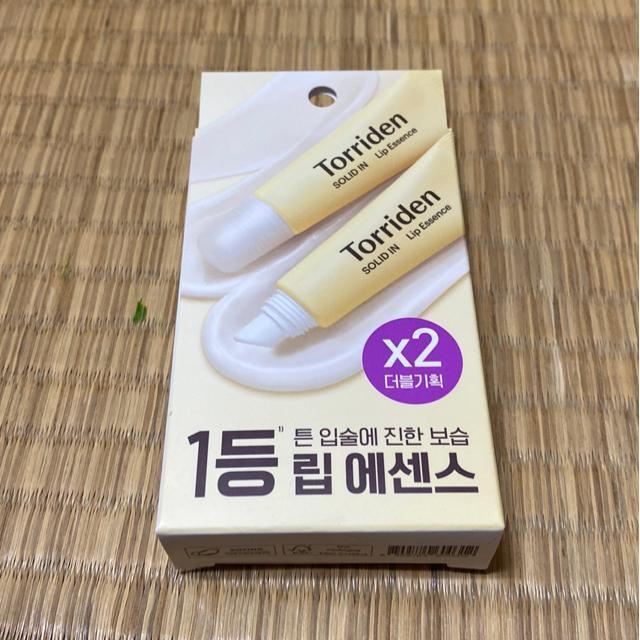 Torriden
SOLID IN Lip Essence
Torriden
SOLID IN Lip Essence
x2
더블기획
1등 1)
튼 입술에 진한 보습
립 에센스